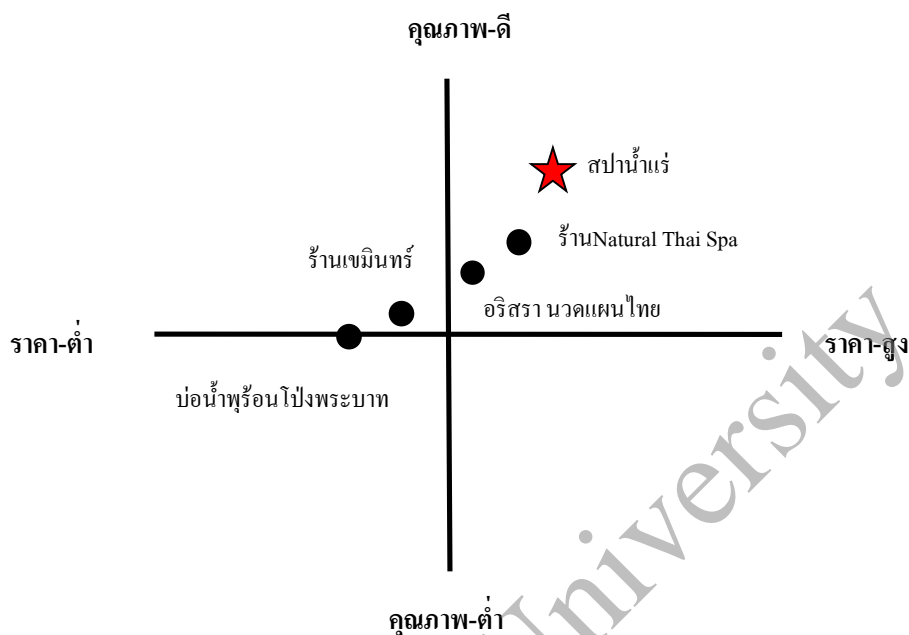 คุณภาพ-ดี
สปาน้ำแร่
ร้านNatural Thai Spa
ร้านเขมินทร์
อริสรา นวดแผนไทย
ราคา-ต่ำ
ราคา-สูง
บ่อน้ำพุร้อนโป่งพระบาท
คุณภาพ-ต่ำ
University